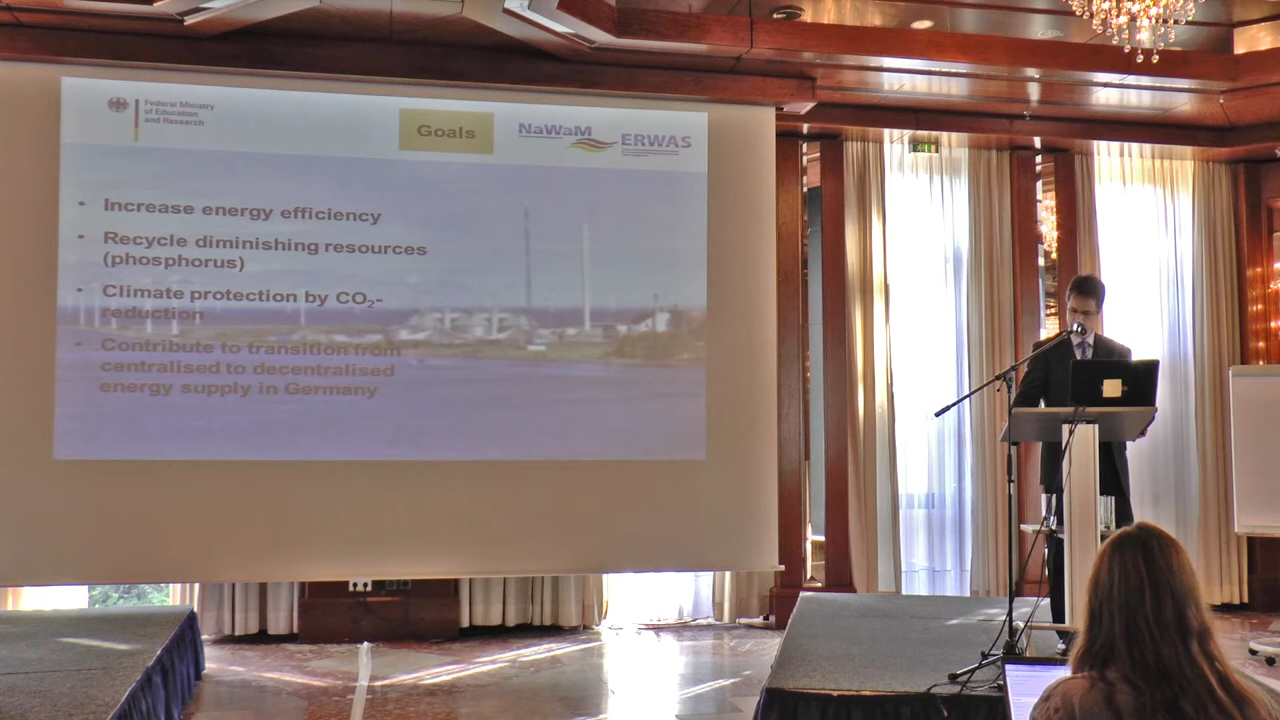 Federal Ministry
of Education
and Research
Goals
NaWaM
ERWAS
• Increase energy efficiency
• Recycle diminishing resources
(phosphorus)
• Climate protection by CO₂-
reduction
• Contribute to transition from
centralised to decentralised
energy supply in Germany